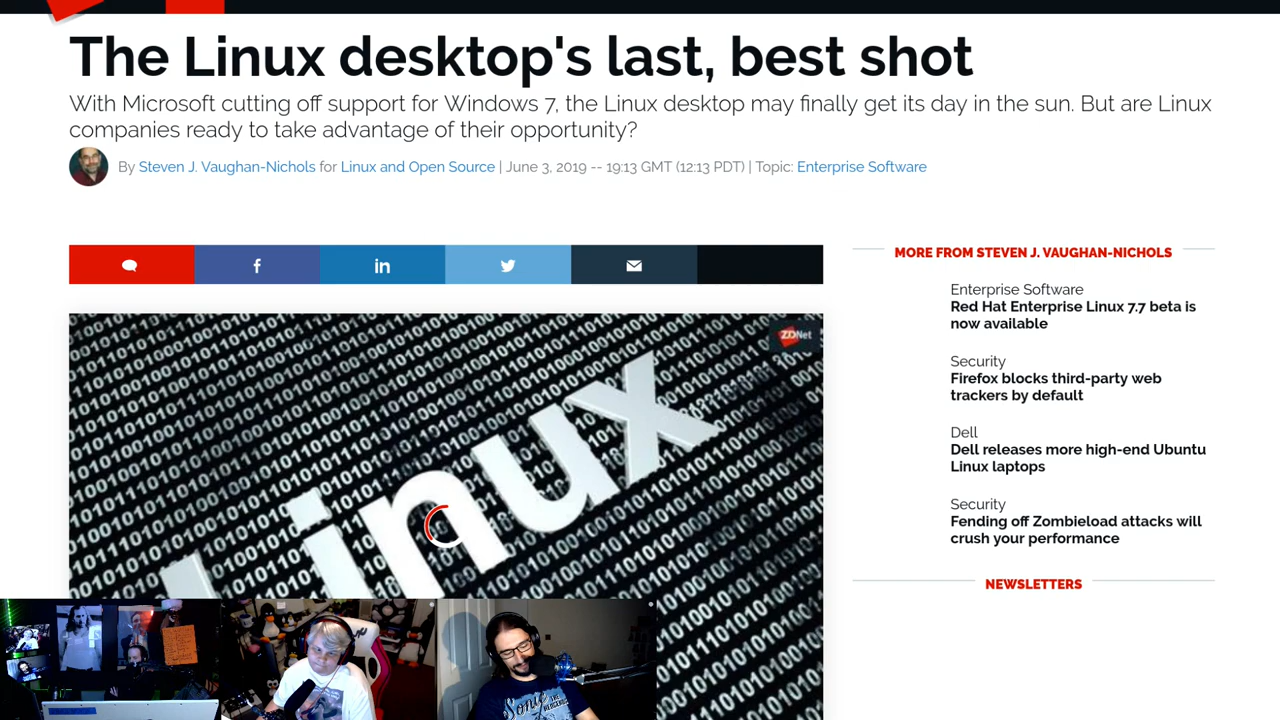 The Linux desktop's last, best shot
With Microsoft cutting off support for Windows 7, the Linux desktop may finally get its day in the sun. But are Linux
companies ready to take advantage of their opportunity?
By Steven J. Vaughan-Nichols for Linux and Open Source | June 3, 2019 -- 19:13 GMT (12:13 PDT) | Topic: Enterprise Software
f
in
ZDNet
Linux
MORE FROM STEVEN J. VAUGHAN-NICHOLS
Enterprise Software
Red Hat Enterprise Linux 7.7 beta is
now available
Security
Firefox blocks third-party web
trackers by default
Dell
Dell releases more high-end Ubuntu
Linux laptops
Security
Fending off Zombieload attacks will
crush your performance
NEWSLETTERS
Sonic
THE HEDGEHOG